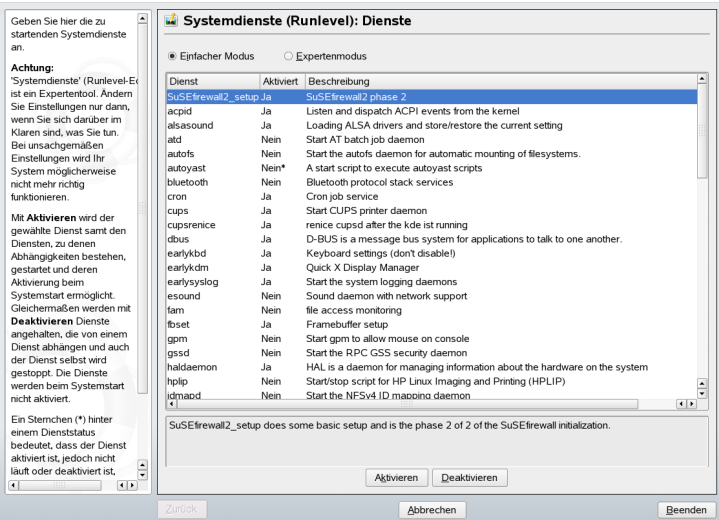 Geben Sie hier die zu
startenden Systemdienste
an.
Achtung:
'Systemdienste' (Runlevel-Ed
ist ein Expertentool. Ändern
Sie Einstellungen nur dann,
wenn Sie sich darüber im
Klaren sind, was Sie tun.
Bei unsachgemäßen
Einstellungen wird Ihr
System möglicherweise
nicht mehr richtig
funktionieren.
Mit Aktivieren wird der
gewählte Dienst samt den
Diensten, zu denen
Abhängigkeiten bestehen,
gestartet und deren
Aktivierung beim
Systemstart ermöglicht.
Gleichermaßen werden mit
Deaktivieren Dienste
angehalten, die von einem
Dienst abhängen und auch
der Dienst selbst wird
gestoppt. Die Dienste
werden beim Systemstart
nicht aktiviert.
Ein Sternchen (*) hinter
einem Dienststatus
bedeutet, dass der Dienst
aktiviert ist, jedoch nicht
läuft oder deaktiviert ist,
Systemdienste (Runlevel): Dienste
Einfacher Modus Expertenmodus
Dienst Aktiviert Beschreibung
SuSEfirewall2_setup Ja SuSEfirewall2 phase 2
acpid Ja Listen and dispatch ACPI events from the kernel
alsasound Ja Loading ALSA drivers and store/restore the current setting
atd Nein Start AT batch job daemon
autofs Nein Start the autofs daemon for automatic mounting of filesystems.
autoyast Nein* A start script to execute autoyast scripts
bluetooth Nein Bluetooth protocol stack services
cron Ja Cron job service
cups Ja Start CUPS printer daemon
cupsrenice Ja renice cupsd after the kde ist running
dbus Ja D-BUS is a message bus system for applications to talk to one another.
earlykbd Ja Keyboard settings (don't disable!)
earlykdm Ja Quick X Display Manager
earlysyslog Ja Start the system logging daemons
esound Nein Sound daemon with network support
fam Nein file access monitoring
fbset Ja Framebuffer setup
gpm Nein Start gpm to allow mouse on console
gssd Nein Start the RPC GSS security daemon
haldaemon Ja HAL is a daemon for managing information about the hardware on the system
hplip Nein Start/stop script for HP Linux Imaging and Printing (HPLIP)
idmapd Nein Start the NFSv4 ID mapping daemon
SuSEfirewall2_setup does some basic setup and is the phase 2 of 2 of the SuSEfirewall initialization.
Aktivieren Deaktivieren
Zurück Abbrechen Beenden